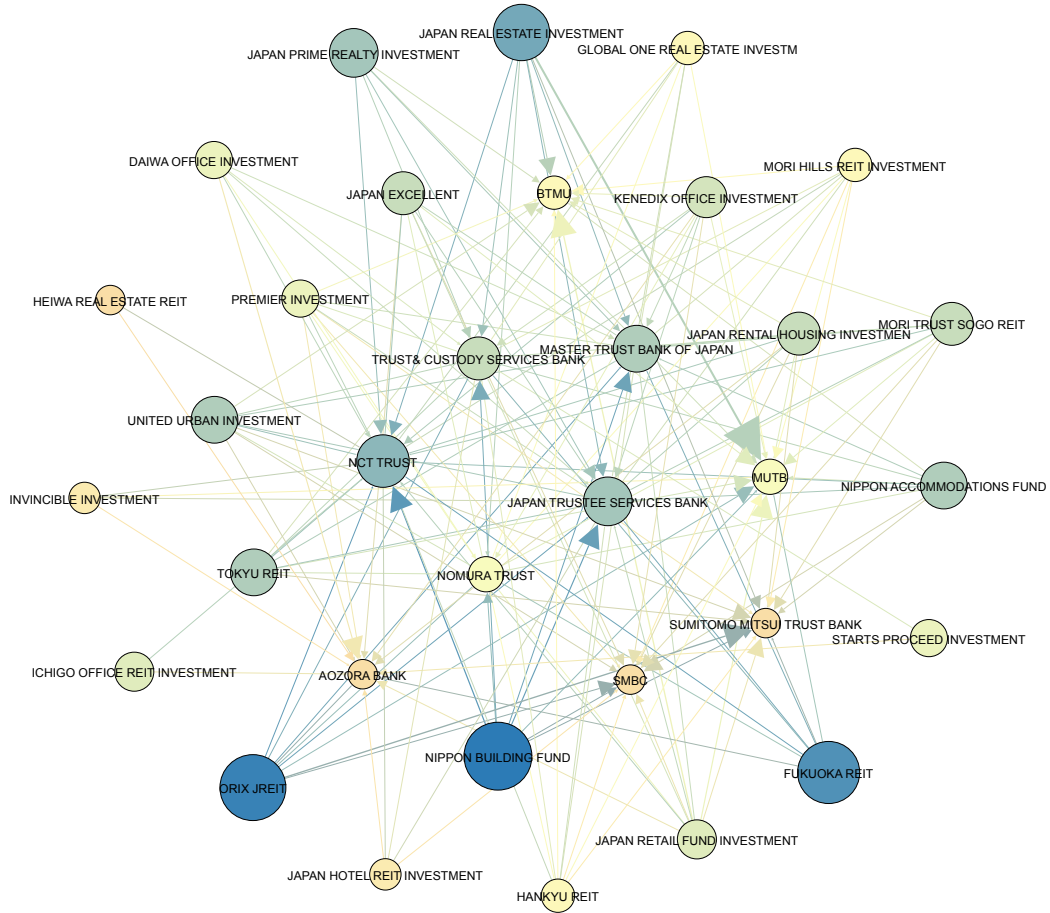 JAPAN REAL ESTATE INVESTMENT
GLOBAL ONE REAL ESTATE INVESTM
JAPAN PRIME REALTY INVESTMENT
DAIWA OFFICE INVESTMENT
MORI HILLS REIT INVESTMENT
JAPAN EXCELLENT
BTMU
KENEDIX OFFICE INVESTMENT
HEIWA REAL ESTATE REIT
PREMIER INVESTMENT
MORI TRUST SOGO REIT
JAPAN RENTAL HOUSING INVESTMEN
MASTER TRUST BANK OF JAPAN
TRUST& CUSTODY SERVICES BANK
UNITED URBAN INVESTMENT
NCT TRUST
MUTB
NIPPON ACCOMMODATIONS FUND
INVINCIBLE INVESTMENT
JAPAN TRUSTEE SERVICES BANK
TOKYU REIT
NOMURA TRUST
SUMITOMO MITSUI TRUST BANK
STARTS PROCEED INVESTMENT
ICHIGO OFFICE REIT INVESTMENT
AOZORA BANK
SMBC
NIPPON BUILDING FUND
FUKUOKA REIT
ORIX JREIT
JAPAN RETAIL FUND INVESTMENT
JAPAN HOTEL REIT INVESTMENT
HANKYU REIT